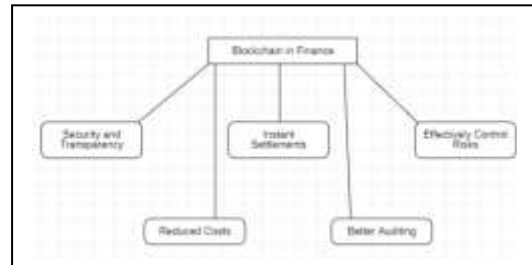 Blockchain in Finance
Security and
Transparency
Instant
Settlements
Effectively Control
Risks
Reduced Costs
Better Auditing